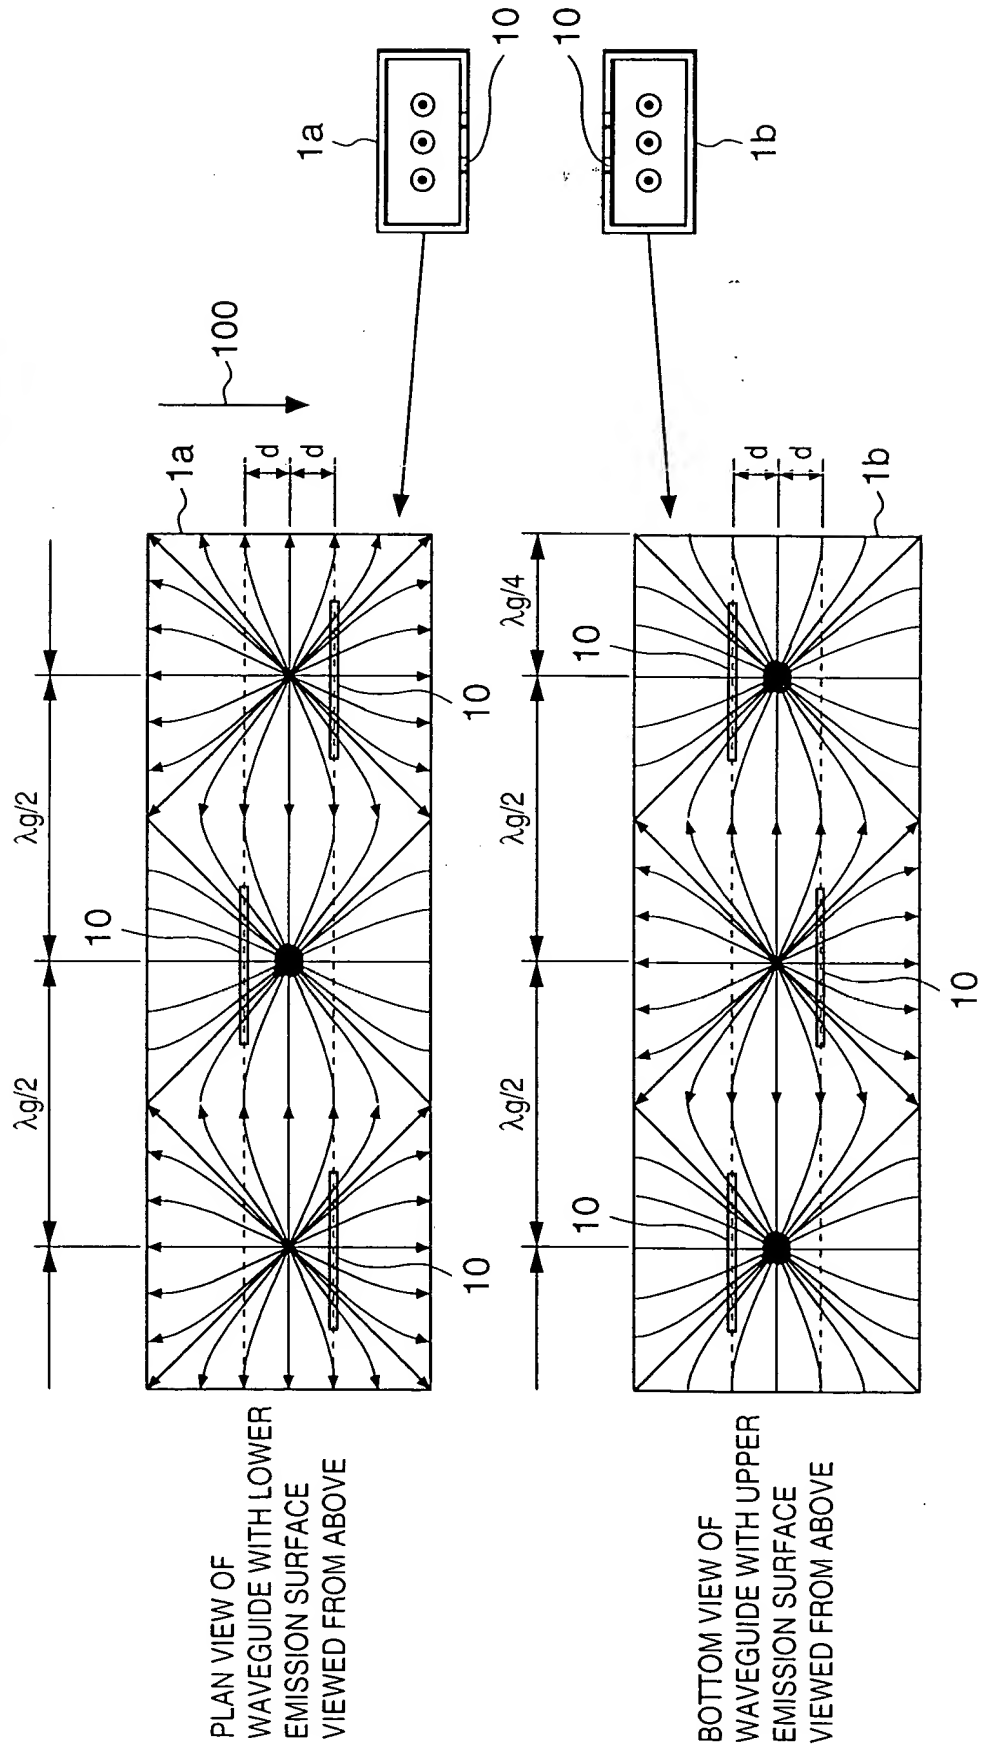 1a
10
10
1b
100
1a
d
d
λg/2
λg/2
10
10
10
PLAN VIEW OF
WAVEGUIDE WITH LOWER
EMISSION SURFACE
VIEWED FROM ABOVE
1b
d
d
λg/4
λg/2
λg/2
10
10
10
BOTTOM VIEW OF
WAVEGUIDE WITH UPPER
EMISSION SURFACE
VIEWED FROM ABOVE